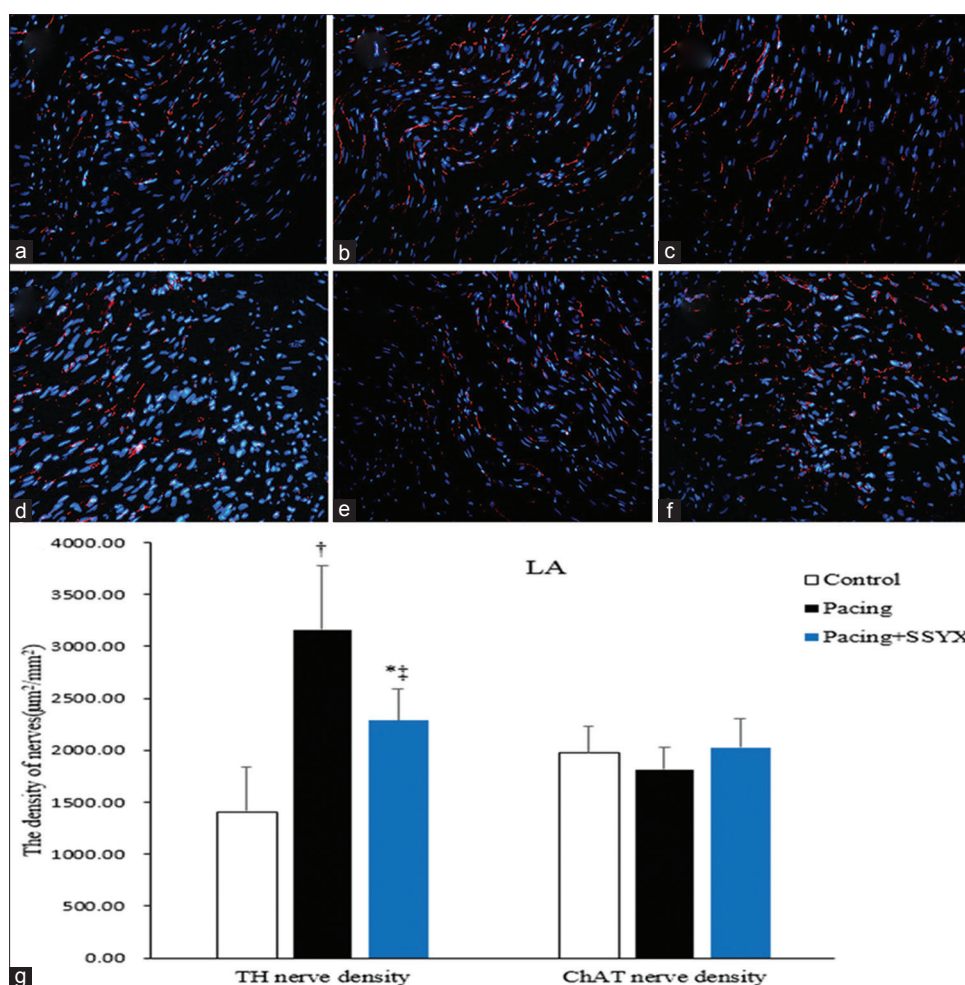 a
b
c
d
e
f
4000.00
3500.00
3000.00
2500.00
2000.00
1500.00
1000.00
500.00
0.00
The density of nerves(μm²/mm²)
†
*‡
LA
Control
Pacing
Pacing+SSYX
TH nerve density
ChAT nerve density
g